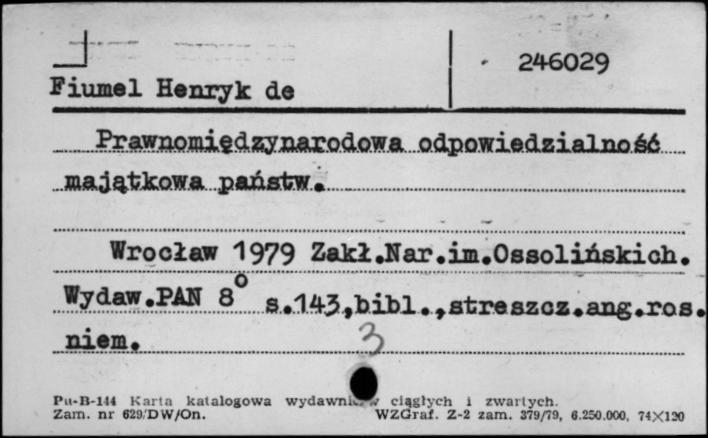 246029
Fiumel Henryk de
Prawnomiędzynarodowa odpowiedzialność
majątkowa państw.
Wrocław 1979 Zakł.Nar.im.Ossolińskich.
Wydaw.PAN 8° s.143,bibl.,streszcz.ang.ros.
niem.
3
Pu-B-144 Karta katalogowa ciągłych i zwartych.
Zam. nr 629/DW/On. WZGraf. Z-2 zam. 379/79, 6.250.000, 74X120